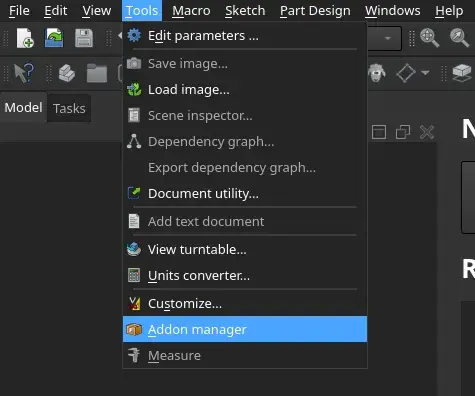 File Edit View Tools Macro Sketch Part Design Windows Help
Edit parameters ...
Save image...
Load image...
Scene inspector...
Dependency graph...
Export dependency graph...
Document utility...
Add text document
View turntable...
Units converter...
Customize...
Addon manager
Measure
Model Tasks
N
R